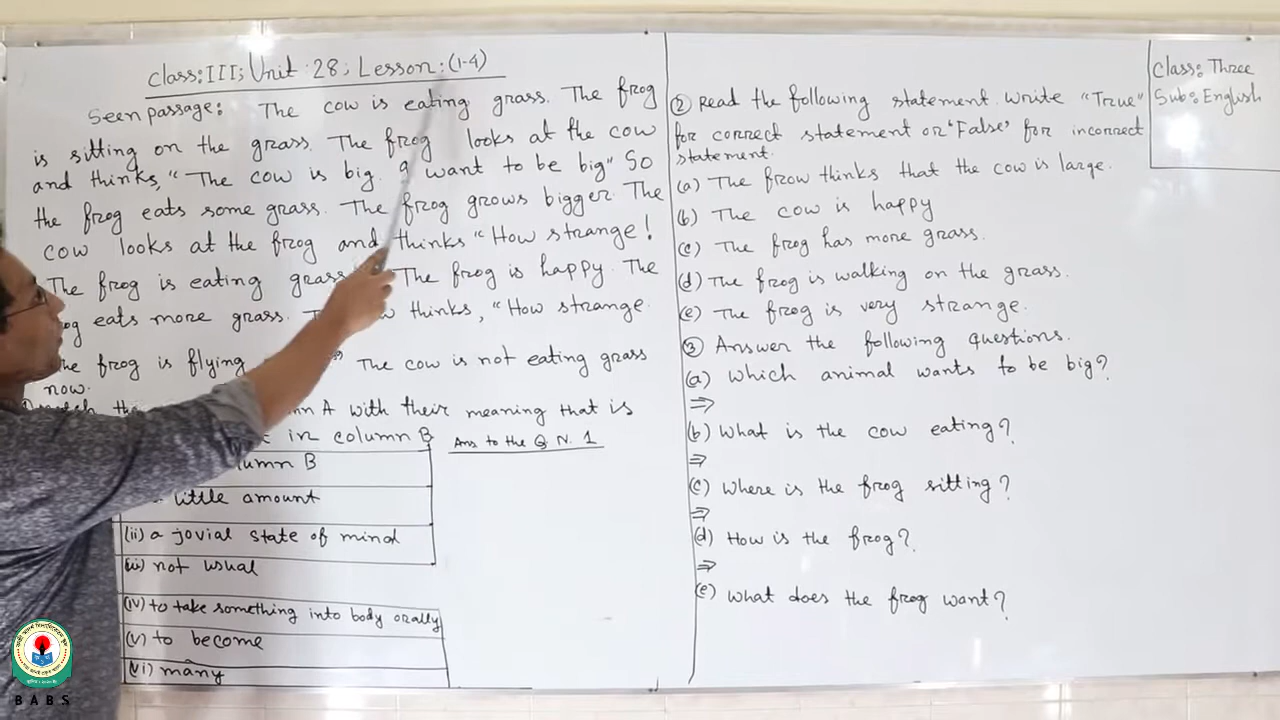 Class: III; Unit: 28; Lesson: (1-4)
Seen passage: The cow is eating grass. The frog
is sitting on the grass. The frog looks at the cow
and thinks, "The cow is big. I want to be big" So
the frog eats some grass. The frog grows bigger. The
cow looks at the frog and thinks "How strange!
The frog is eating grass The frog is happy. The
eats more grass. thinks, "How strange.
The frog is flying The cow is not eating grass
now.
A with their meaning that is
in column B
Ans to the Q N. 1
B
little amount
(ii) a jovial state of mind
(iii) not usual
(iv) to take something into body orally
(v) to become
(vi) many
② Read the following statement. Write "True"
for correct statement or 'False' for incorrect
statement.
(a) The frow thinks that the cow is large.
(b) The cow is happy
(c) The frog has more grass.
(d) The frog is walking on the grass.
(e) The frog is very strange.
③ Answer the following questions.
(a) Which animal wants to be big?
⇒
(b) What is the cow eating?
⇒
(c) Where is the frog sitting?
⇒
(d) How is the frog?
⇒
(e) What does the frog want?
Class: Three
Sub: English
BABS